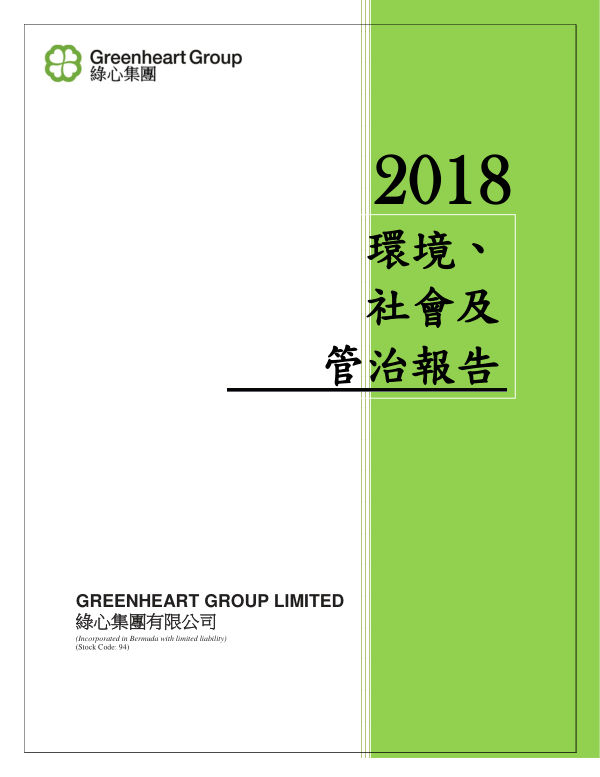 Greenheart Group
綠心集團
2018
環境、
社會及
管治報告
GREENHEART GROUP LIMITED
綠心集團有限公司
(Incorporated in Bermuda with limited liability)
(Stock Code: 94)